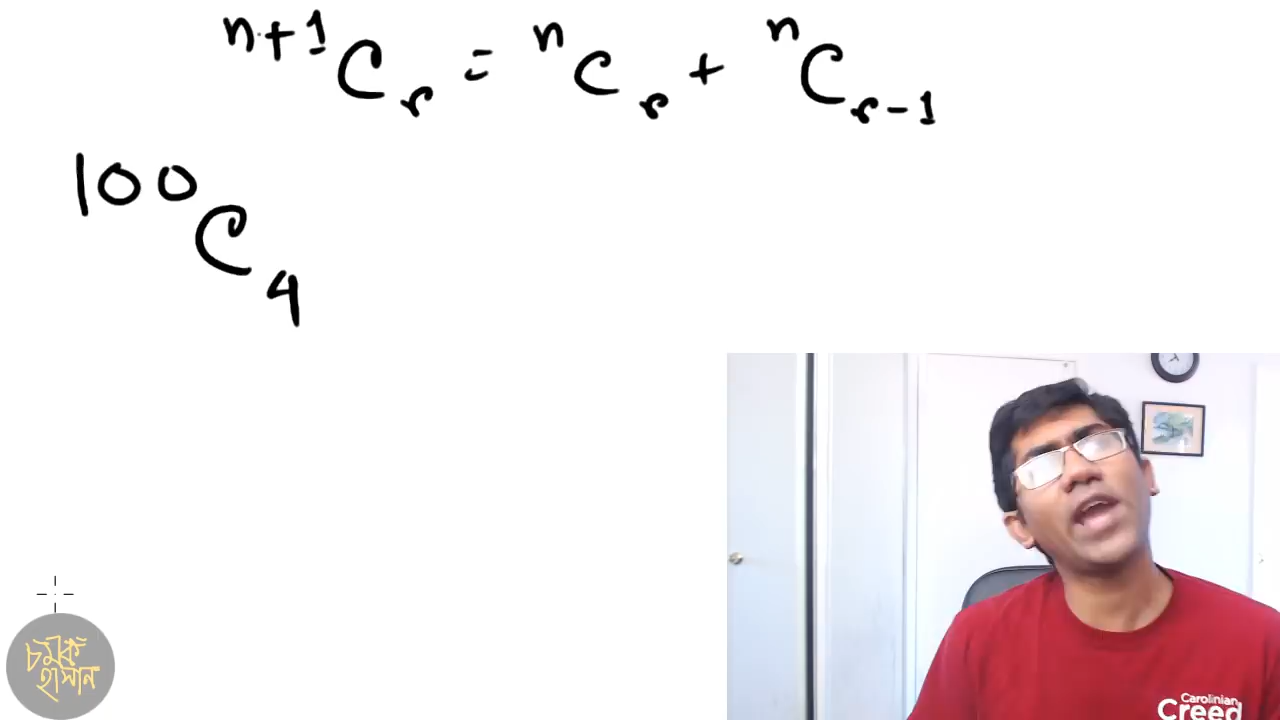 n+1Cr = nCr + nCr-1
100C4
চমক
হাসান
Carolinian
Creed